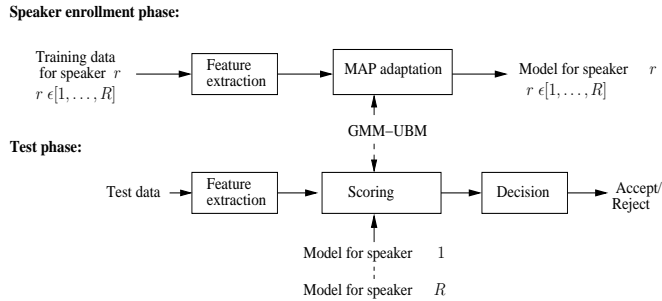 Speaker enrollment phase:
Training data
for speaker r
r ϵ[1, . . . , R]
Feature
extraction
MAP adaptation
Model for speaker r
r ϵ[1, . . . , R]
GMM–UBM
Test phase:
Test data
Feature
extraction
Scoring
Decision
Accept/
Reject
Model for speaker 1
Model for speaker R